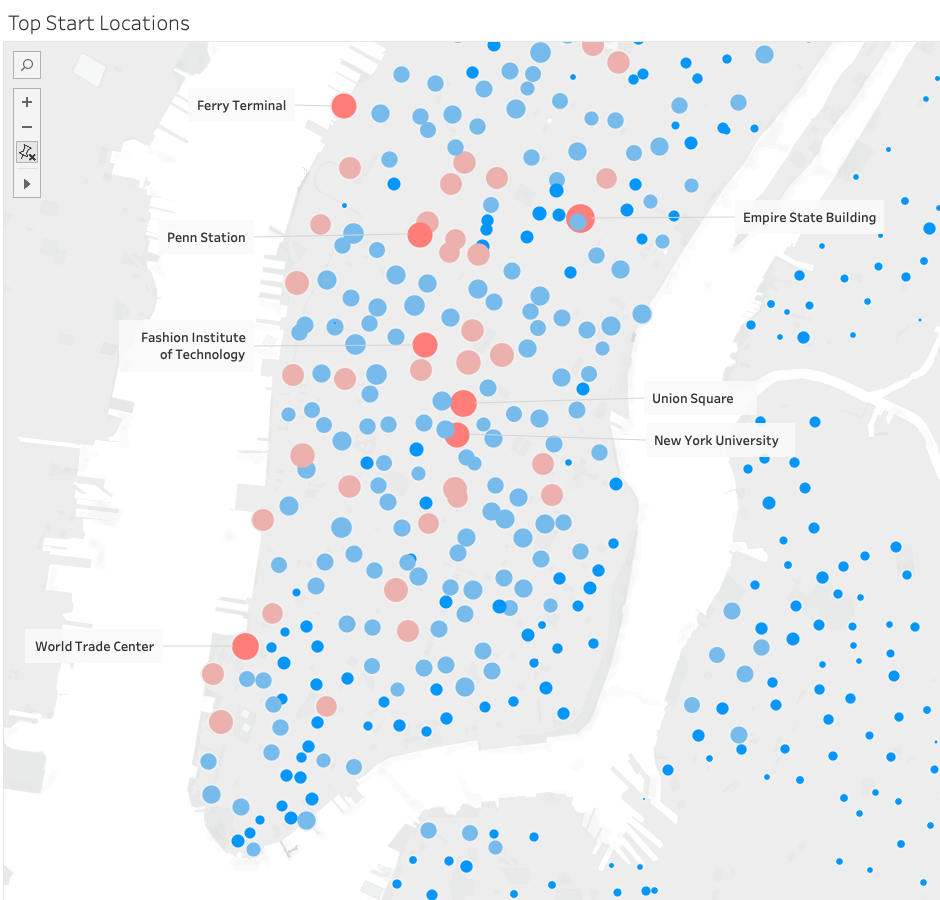 Top Start Locations
Ferry Terminal
Empire State Building
Penn Station
Fashion Institute
of Technology
Union Square
New York University
World Trade Center